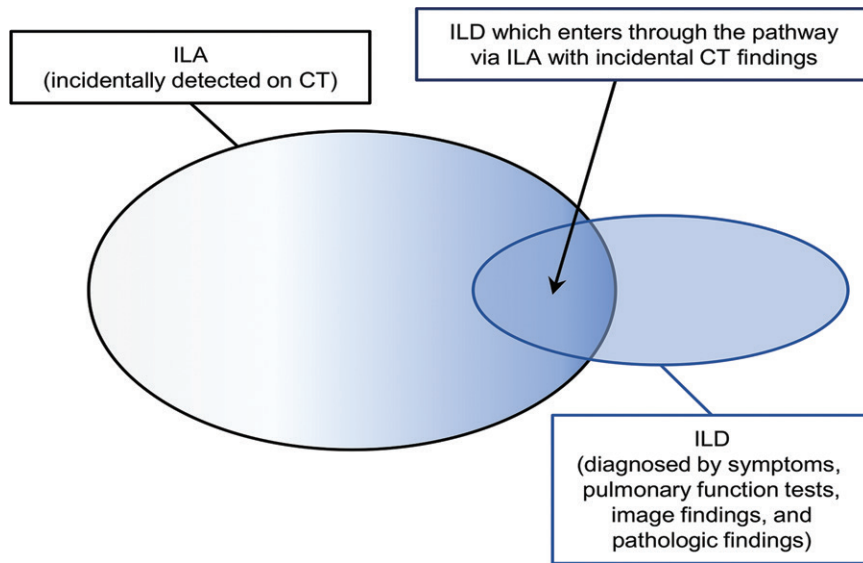 ILA
(incidentally detected on CT)
ILD which enters through the pathway
via ILA with incidental CT findings
ILD
(diagnosed by symptoms,
pulmonary function tests,
image findings, and
pathologic findings)